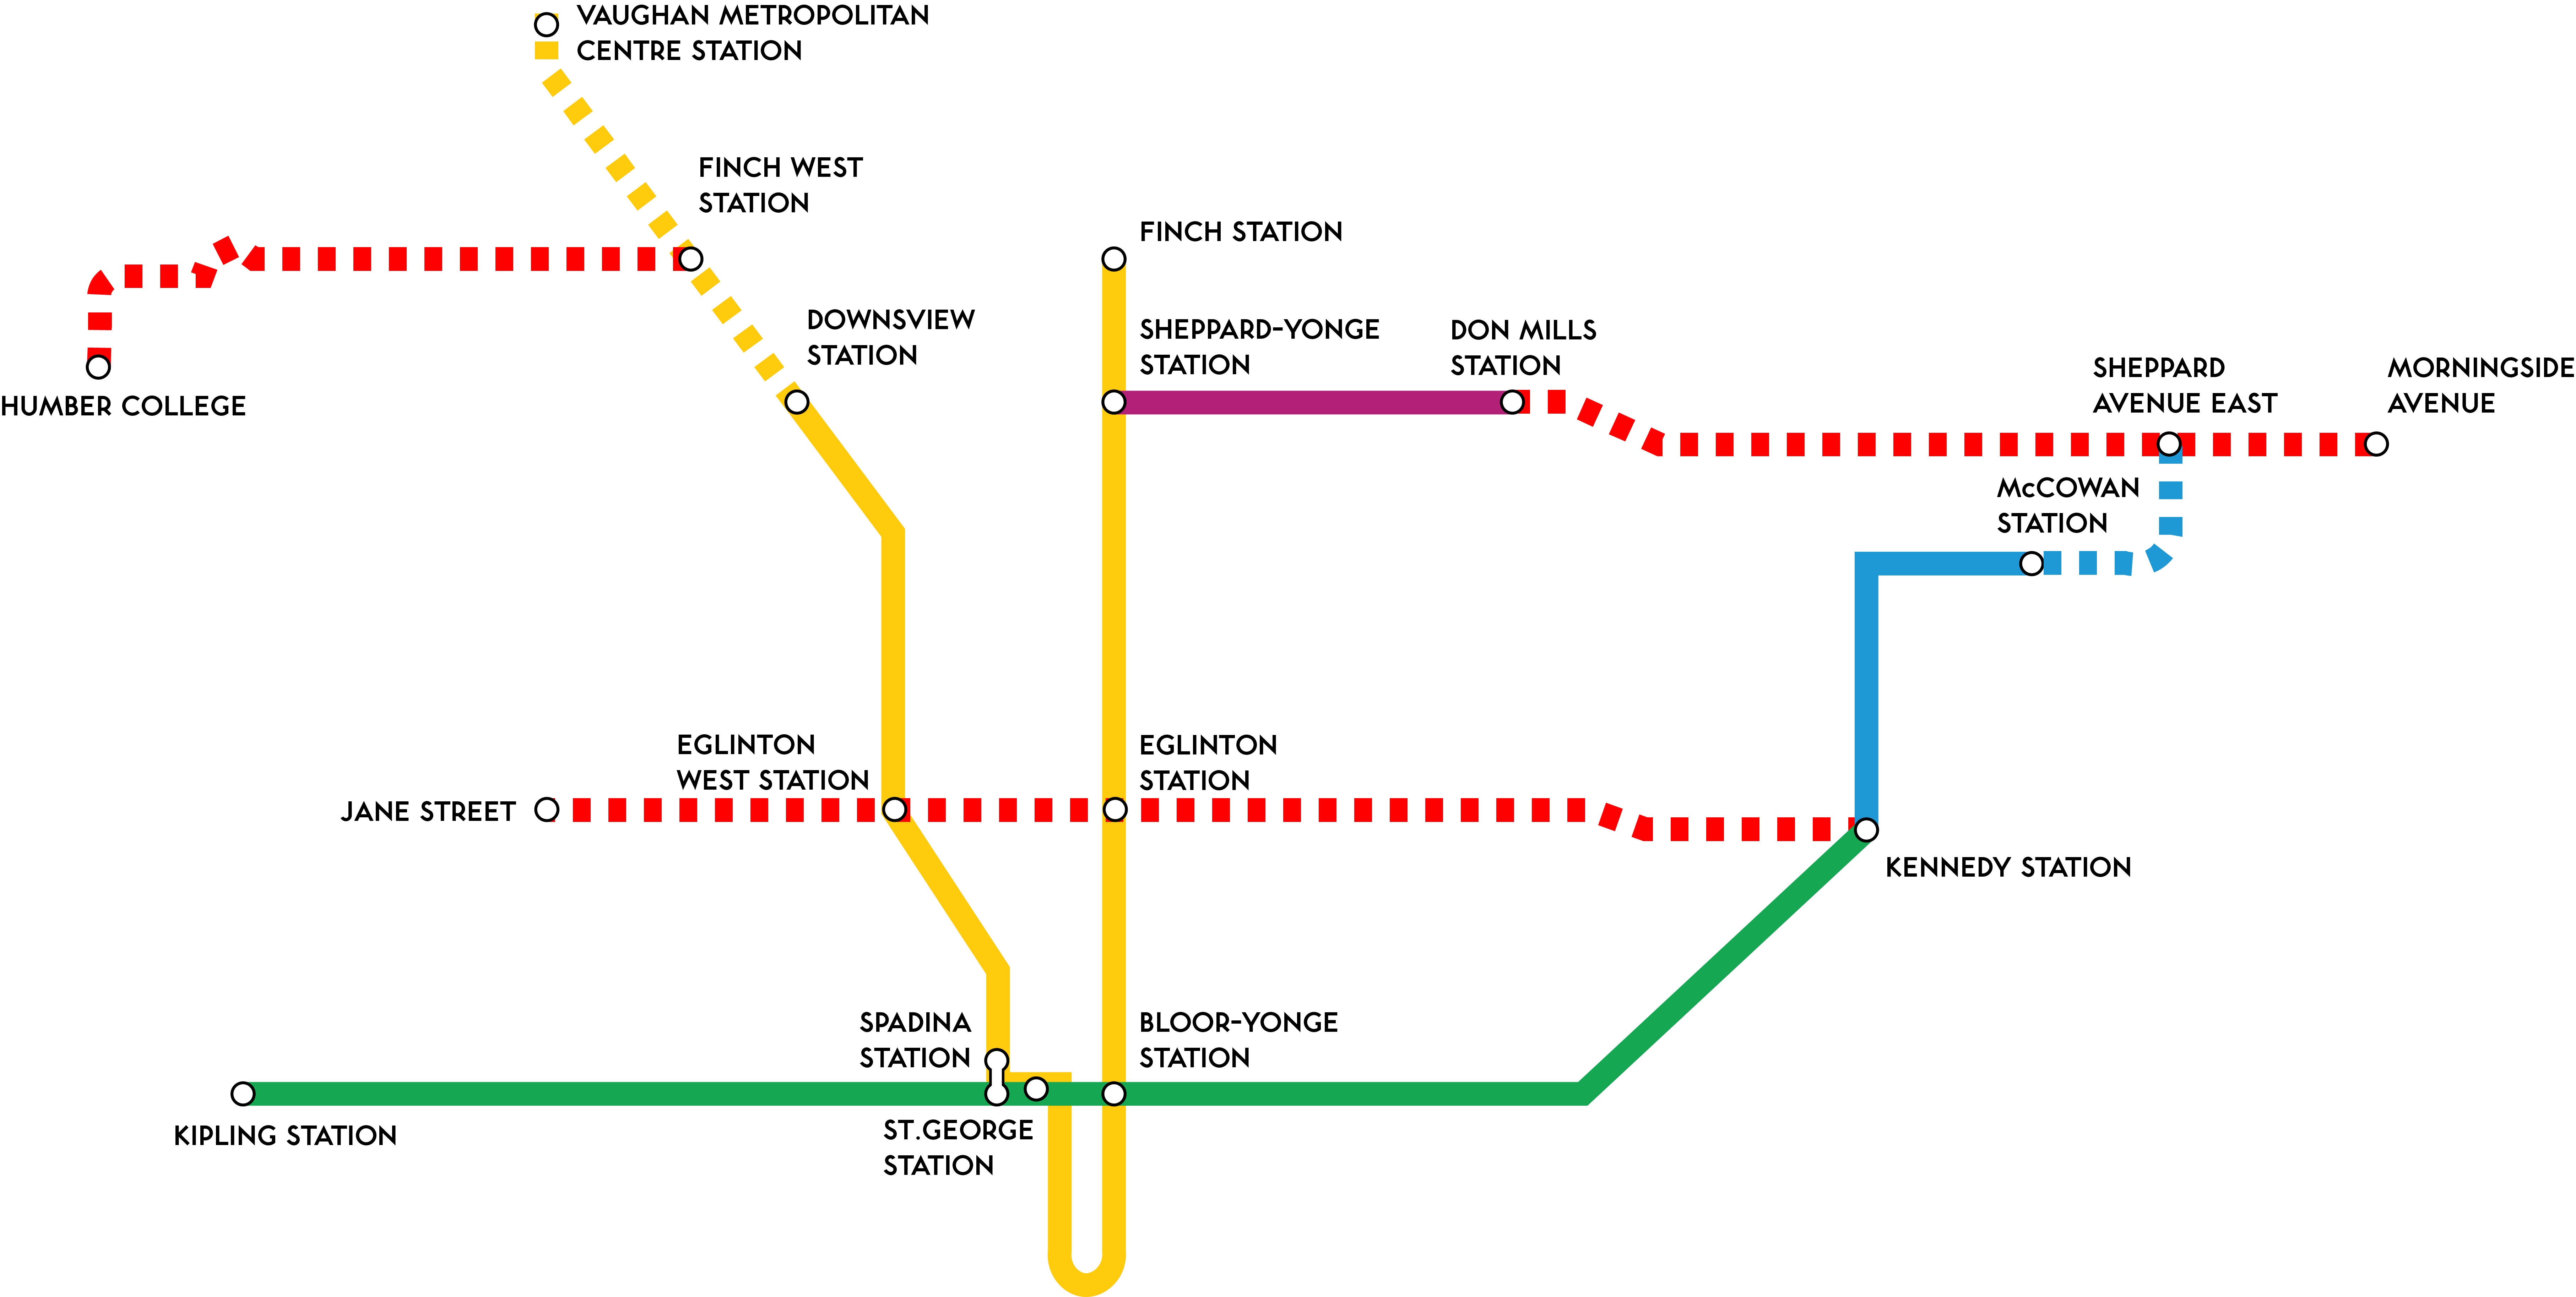 VAUGHAN METROPOLITAN
CENTRE STATION
FINCH WEST
STATION
FINCH STATION
DOWNSVIEW
STATION
SHEPPARD-YONGE
STATION
DON MILLS
STATION
SHEPPARD
AVENUE EAST
MORNINGSIDE
AVENUE
HUMBER COLLEGE
McCOWAN
STATION
EGLINTON
WEST STATION
EGLINTON
STATION
JANE STREET
KENNEDY STATION
SPADINA
STATION
BLOOR-YONGE
STATION
KIPLING STATION
ST.GEORGE
STATION